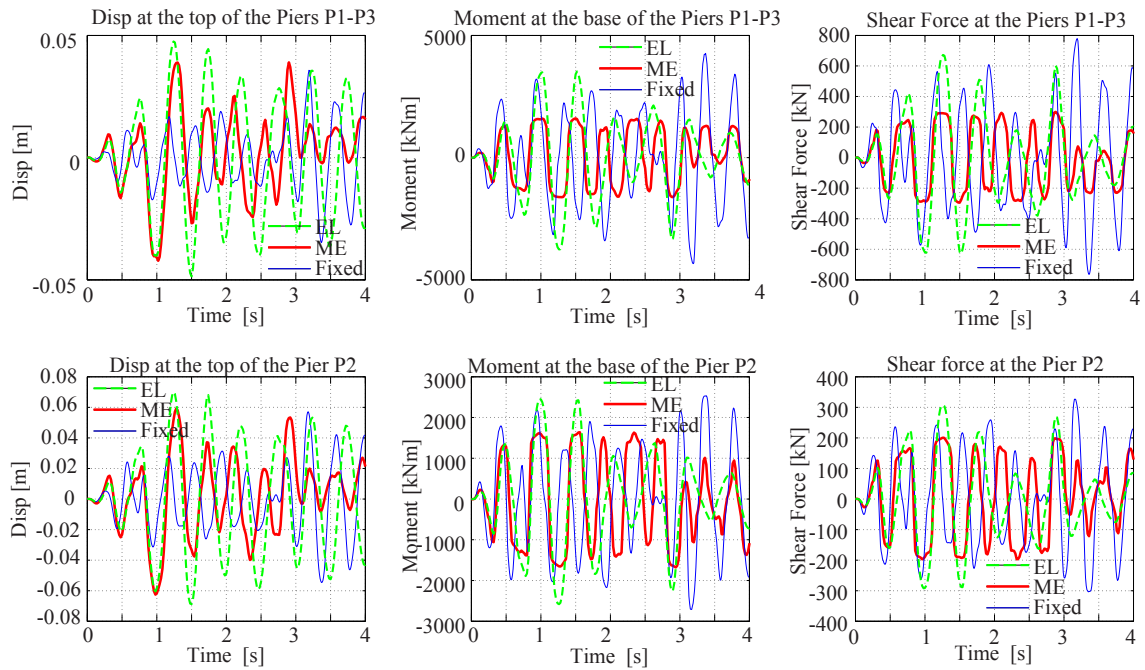 Disp at the top of the Piers P1-P3
0.05
0
-0.05
Disp [m]
EL
ME
Fixed
0 1 2 3 4
Time [s]
Moment at the base of the Piers P1-P3
5000
0
-5000
Moment [kNm]
EL
ME
Fixed
0 1 2 3 4
Time [s]
Shear Force at the Piers P1-P3
800
600
400
200
0
-200
-400
-600
-800
Shear Force [kN]
EL
ME
Fixed
0 1 2 3 4
Time [s]
Disp at the top of the Pier P2
0.08
0.06
0.04
0.02
0
-0.02
-0.04
-0.06
-0.08
Disp [m]
EL
ME
Fixed
0 1 2 3 4
Time [s]
Moment at the base of the Pier P2
3000
2000
1000
0
-1000
-2000
-3000
Moment [kNm]
EL
ME
Fixed
0 1 2 3 4
Time [s]
Shear force at the Pier P2
400
300
200
100
0
-100
-200
-300
-400
Shear Force [kN]
EL
ME
Fixed
0 1 2 3 4
Time [s]